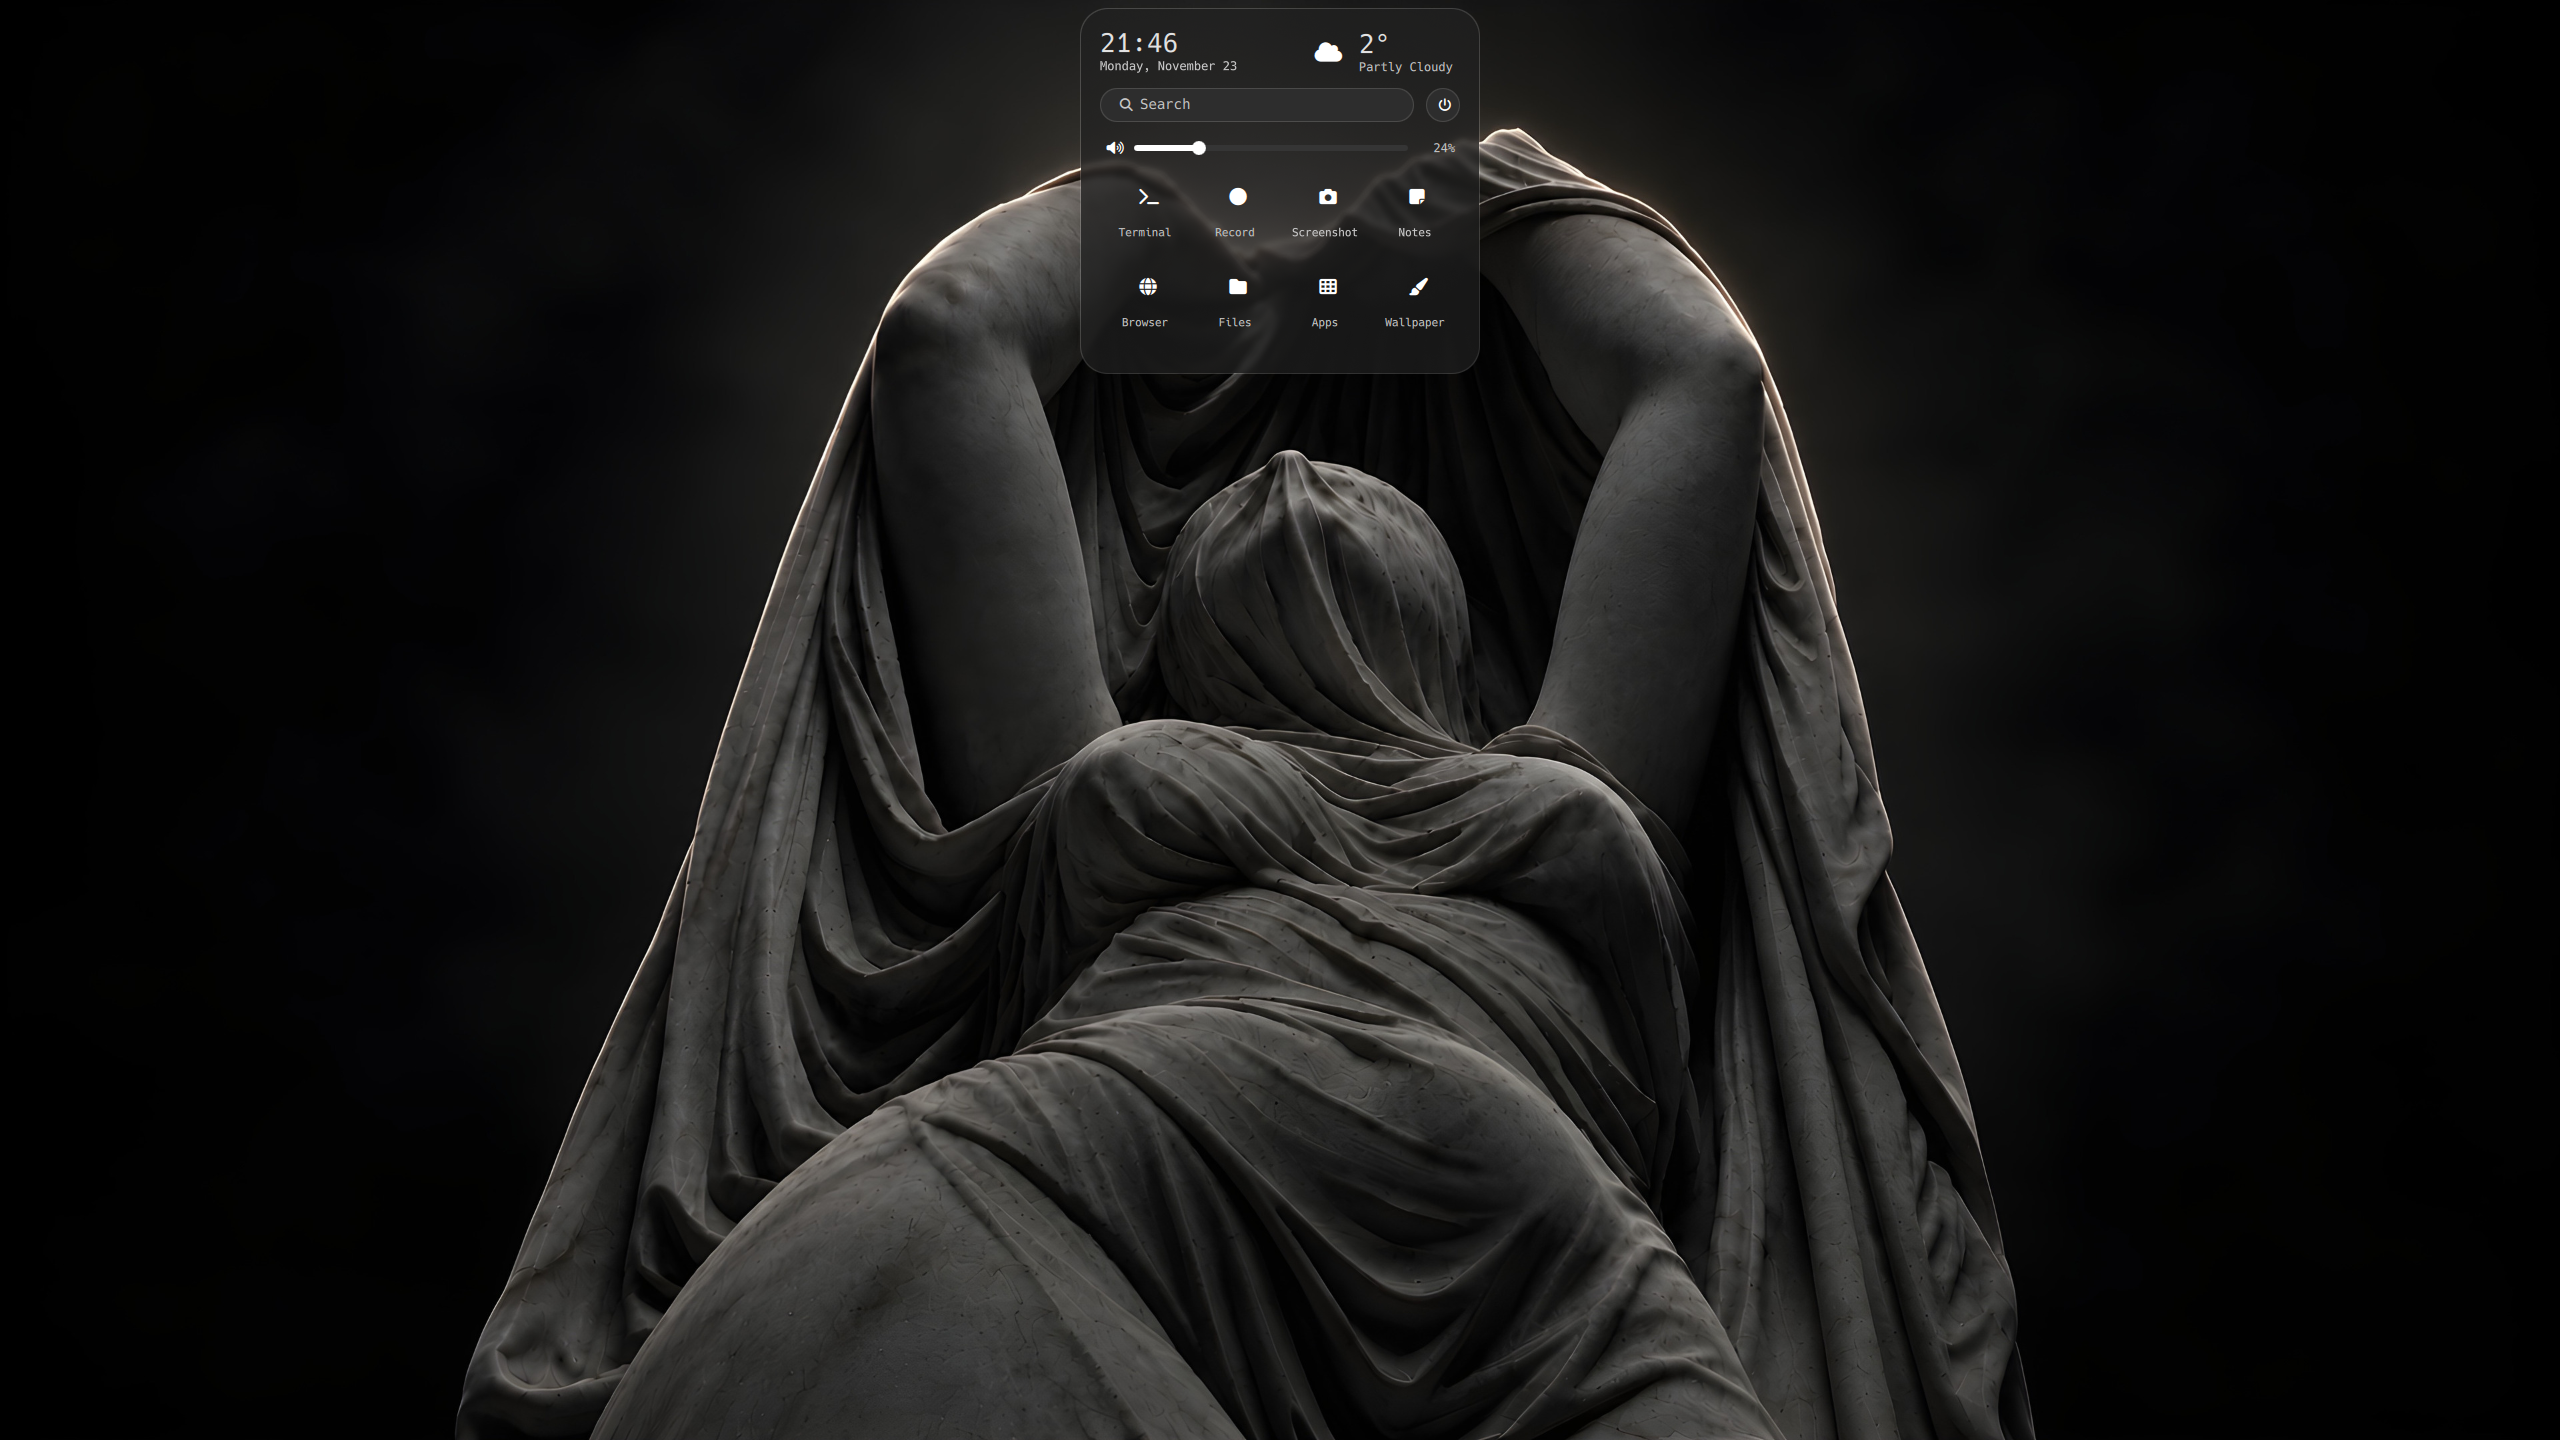 21:46
Monday, November 23
2°
Partly Cloudy
Search
24%
Terminal
Record
Screenshot
Notes
Browser
Files
Apps
Wallpaper